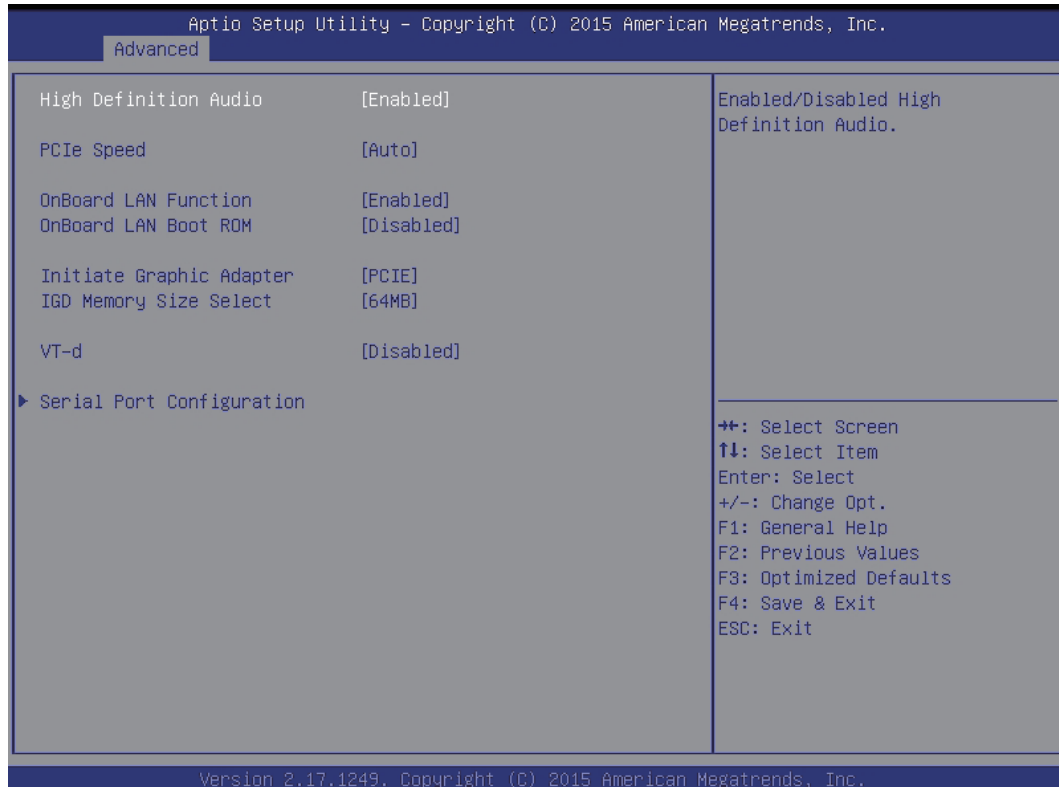 Aptio Setup Utility – Copyright (C) 2015 American Megatrends, Inc.
Advanced
High Definition Audio [Enabled]
PCIe Speed [Auto]
OnBoard LAN Function [Enabled]
OnBoard LAN Boot ROM [Disabled]
Initiate Graphic Adapter [PCIE]
IGD Memory Size Select [64MB]
VT-d [Disabled]
▶ Serial Port Configuration
Enabled/Disabled High
Definition Audio.
→←: Select Screen
↑↓: Select Item
Enter: Select
+/-: Change Opt.
F1: General Help
F2: Previous Values
F3: Optimized Defaults
F4: Save & Exit
ESC: Exit
Version 2.17.1249. Copyright (C) 2015 American Megatrends, Inc.